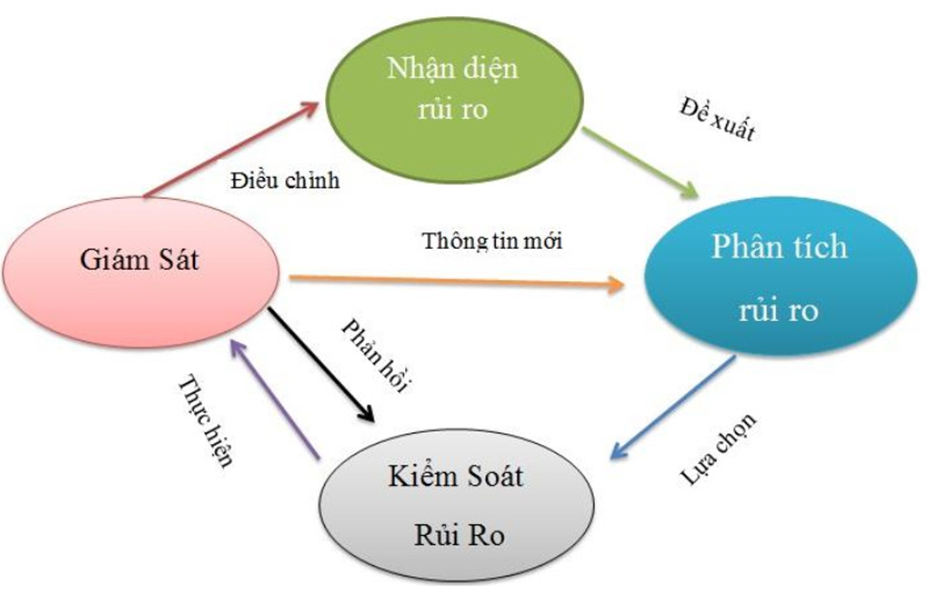 Nhận diện
rủi ro
Đề xuất
Điều chỉnh
Thông tin mới
Giám Sát
Phân tích
rủi ro
Phản hồi
Thực hiện
Lựa chọn
Kiểm Soát
Rủi Ro